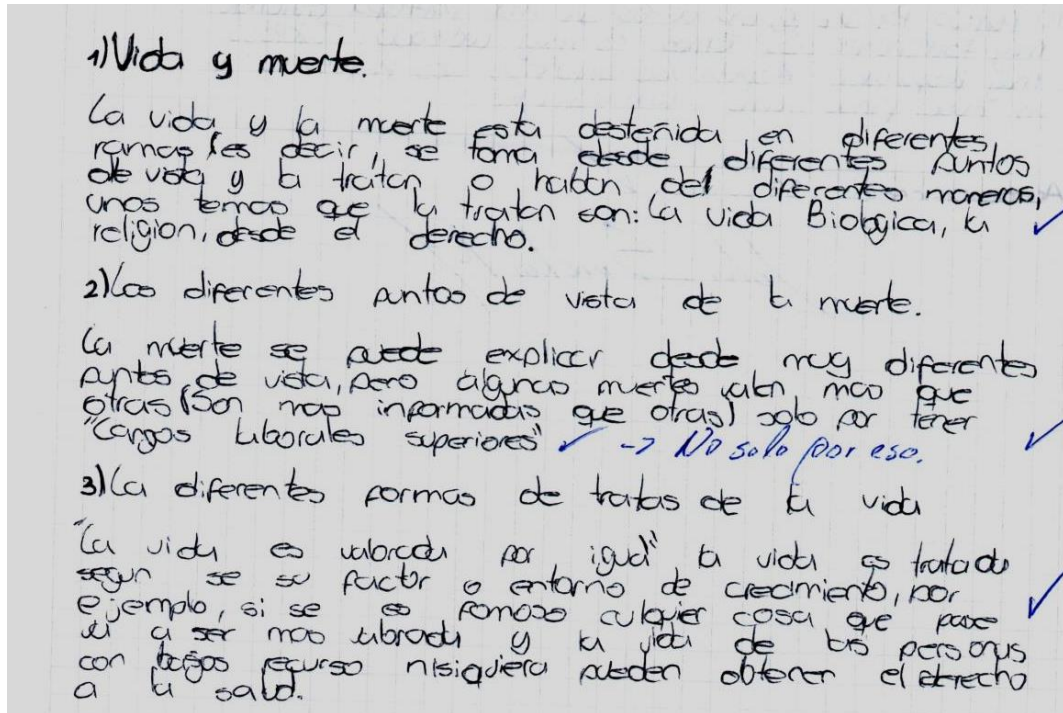 1) Vida y muerte.
La vida y la muerte esta desteñida en diferentes
ramas, es decir, se toma desde diferentes puntos
de vista y la tratan o hablan del diferentes maneras,
unos temas que la tratan son: La vida Biologica, la
religion, desde el derecho.
2) Los diferentes puntos de vista de la muerte.
La muerte se puede explicar desde muy diferentes
puntos de vista, pero algunas muertes valen mas que
otras (Son mas informadas que otras) solo por tener
"Cargos laborales superiores" ✓ -> No solo por eso.
3) La diferentes formas de tratas de la vida
"La vida es valorada por igual" la vida es tratada
segun se su factor o entorno de crecimiento, por
ejemplo, si se es famoso culquier cosa que pase
va a ser mas valorada y la vida de las personas
con bajos recurso nisiquiera pueden obtener el derecho
a la salud.